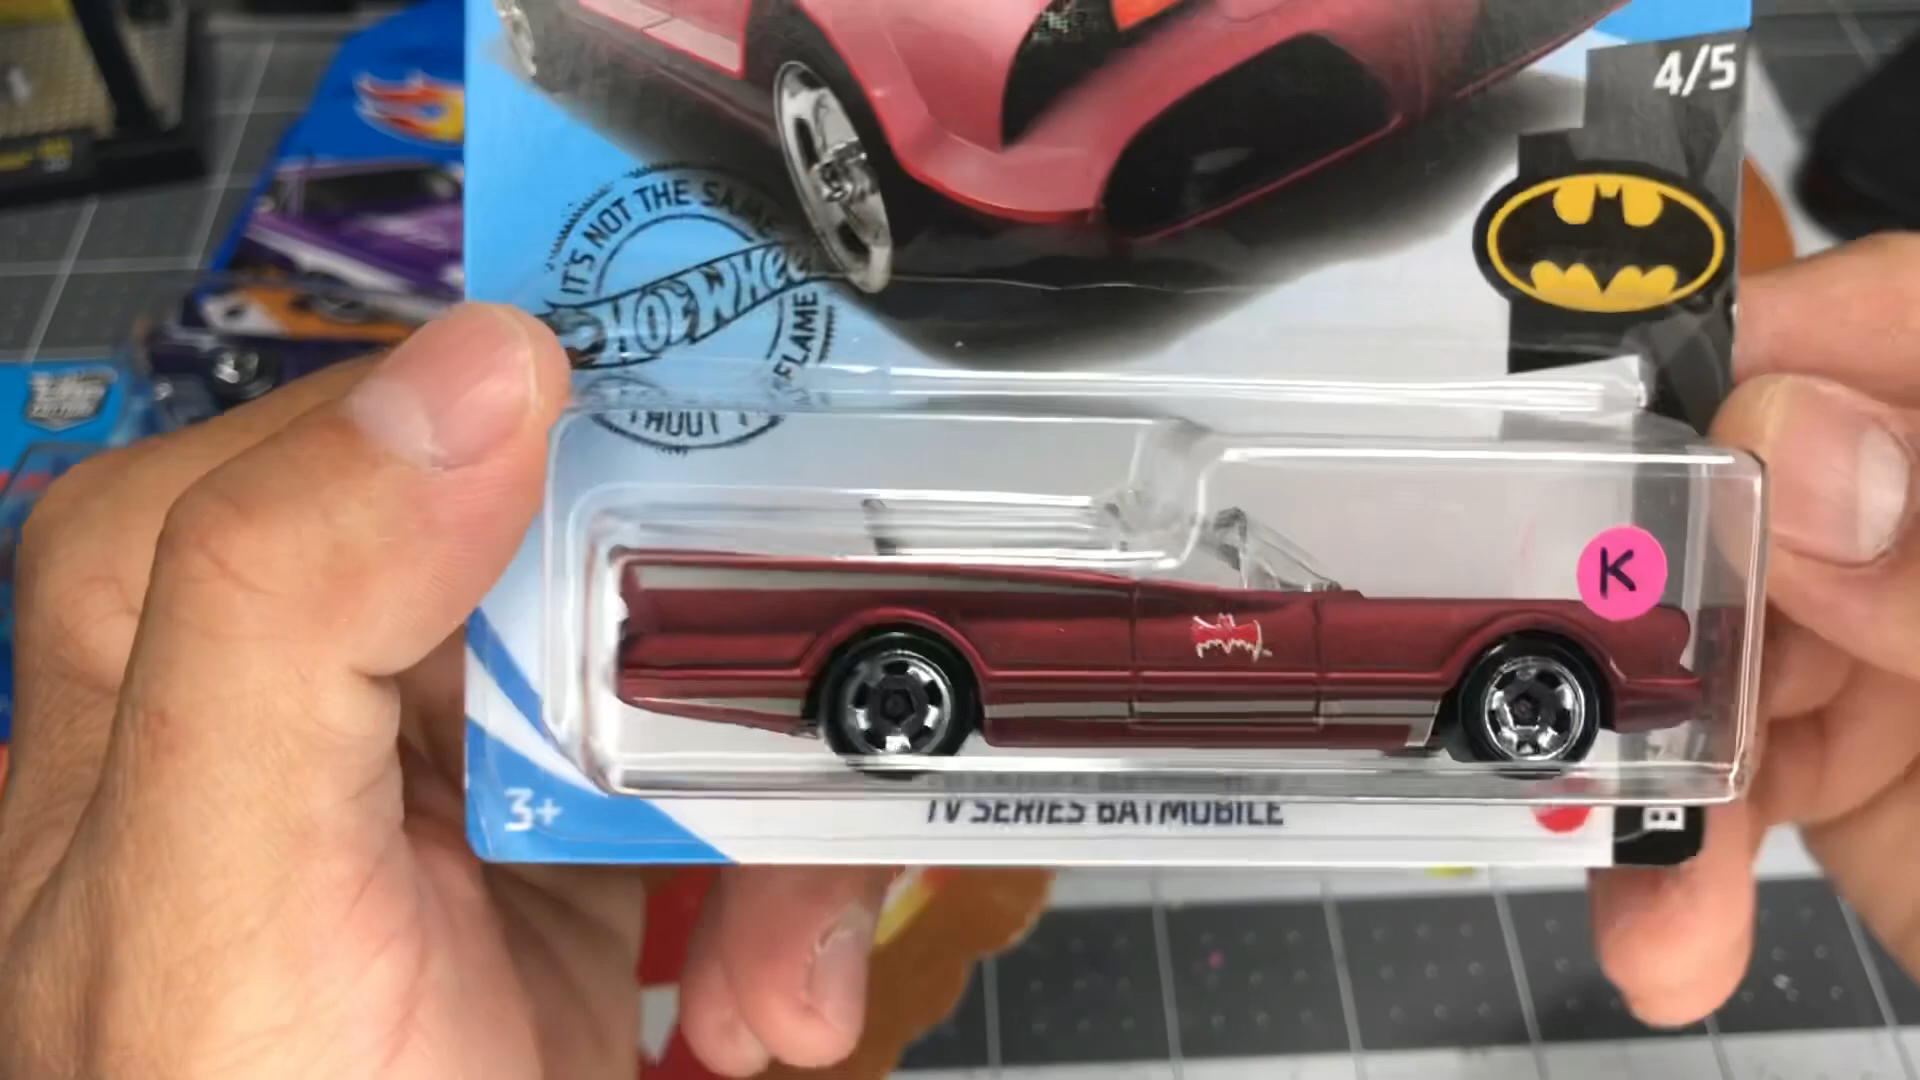 4/5
IT'S NOT THE SAME
HOT WHEELS
FLAME
K
3+
TV SERIES BATMOBILE
B